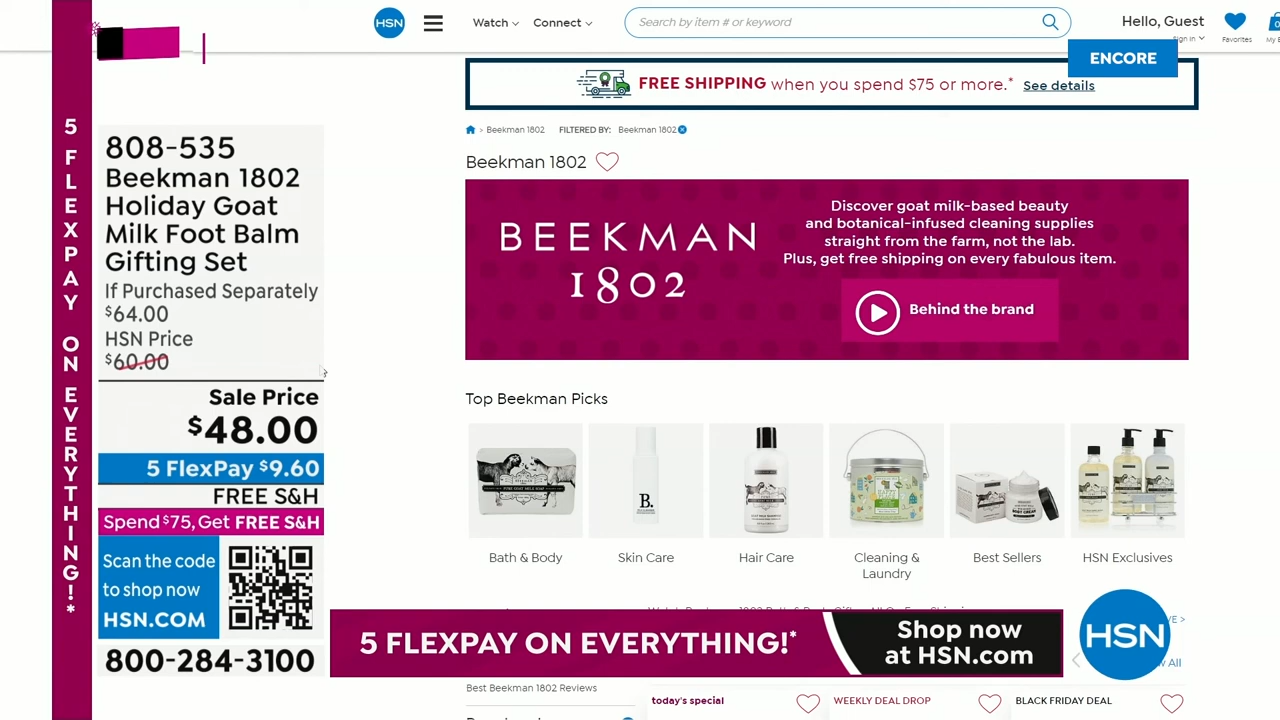 HSN
Watch
Connect
Search by item # or keyword
Hello, Guest
Sign In
Favorites
ENCORE
FREE SHIPPING when you spend $75 or more.* See details
> Beekman 1802 FILTERED BY: Beekman 1802
Beekman 1802
BEEKMAN
1802
Discover goat milk-based beauty
and botanical-infused cleaning supplies
straight from the farm, not the lab.
Plus, get free shipping on every fabulous item.
Behind the brand
Top Beekman Picks
B.
Bath & Body
Skin Care
Hair Care
Cleaning &
Laundry
Best Sellers
HSN Exclusives
5 FLEXPAY ON EVERYTHING!*
808-535
Beekman 1802
Holiday Goat
Milk Foot Balm
Gifting Set
If Purchased Separately
$64.00
HSN Price
$60.00
Sale Price
$48.00
5 FlexPay $9.60
FREE S&H
Spend $75, Get FREE S&H
Scan the code
to shop now
HSN.COM
800-284-3100
5 FLEXPAY ON EVERYTHING!*
Shop now
at HSN.com
HSN
All
Best Beekman 1802 Reviews
today's special
WEEKLY DEAL DROP
BLACK FRIDAY DEAL